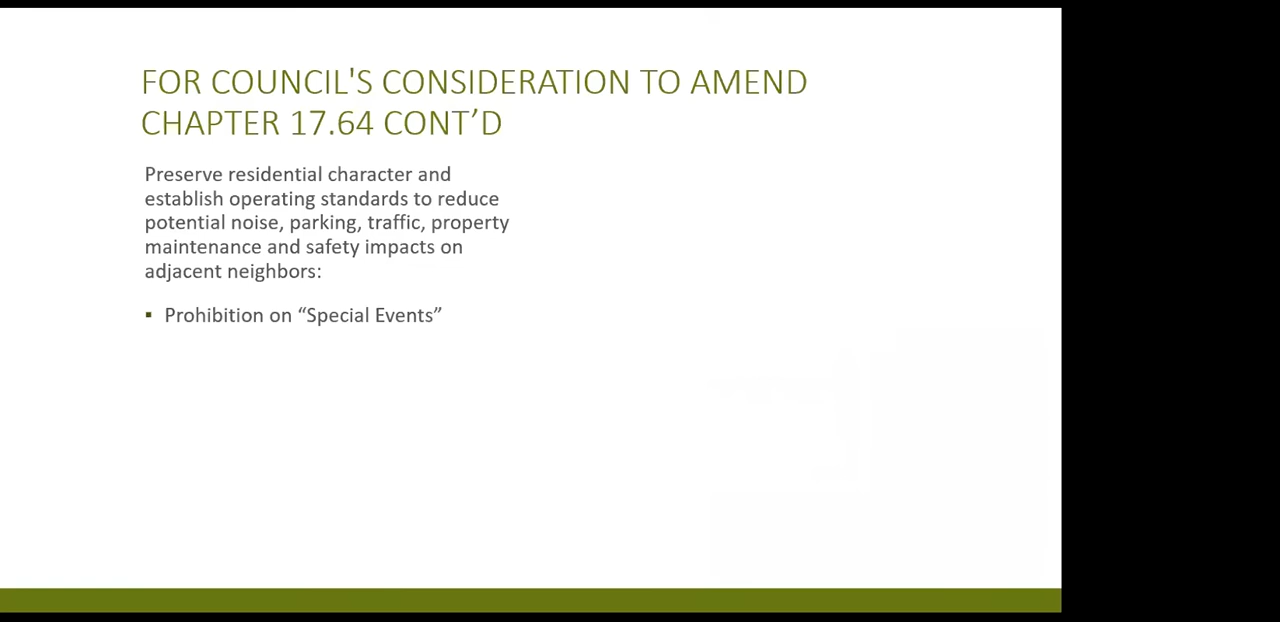 FOR COUNCIL'S CONSIDERATION TO AMEND
CHAPTER 17.64 CONT’D
Preserve residential character and
establish operating standards to reduce
potential noise, parking, traffic, property
maintenance and safety impacts on
adjacent neighbors:
▪ Prohibition on “Special Events”